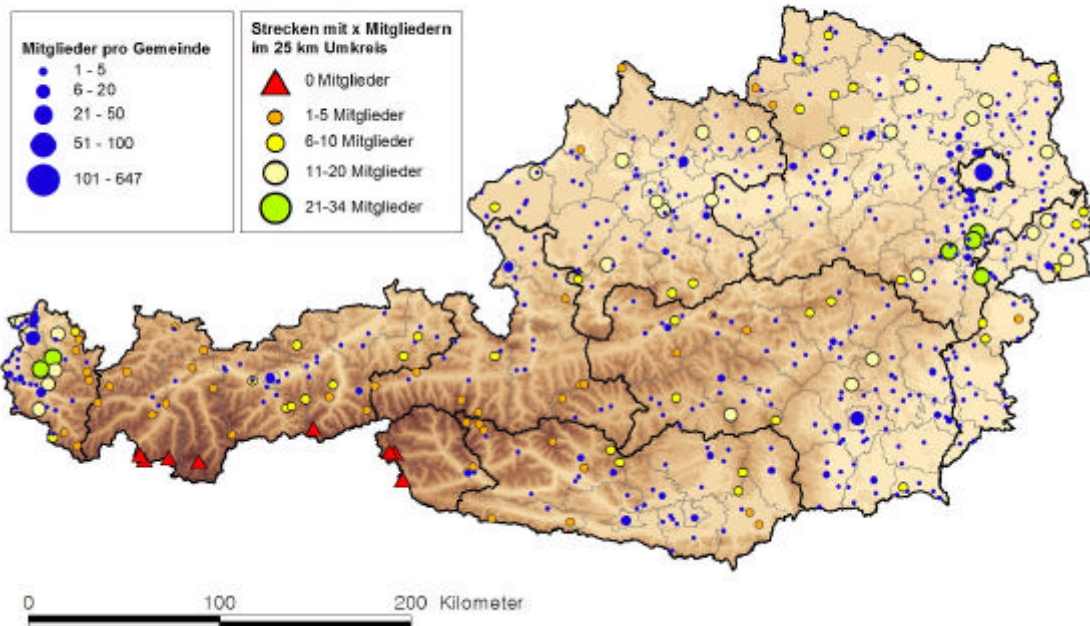 Mitglieder pro Gemeinde
1 - 5
6 - 20
21 - 50
51 - 100
101 - 647
Strecken mit x Mitgliedern
im 25 km Umkreis
0 Mitglieder
1-5 Mitglieder
6-10 Mitglieder
11-20 Mitglieder
21-34 Mitglieder
0 100 200 Kilometer